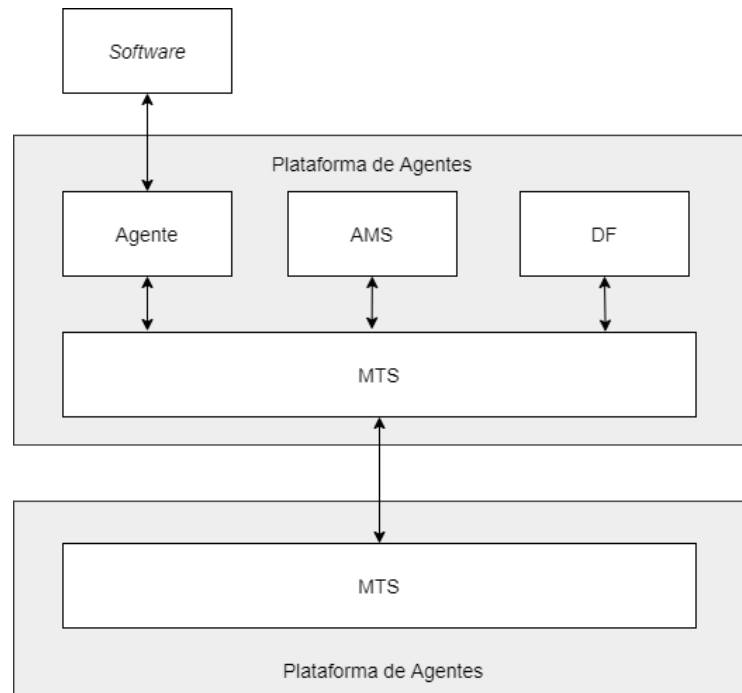 Software
Plataforma de Agentes
Agente
AMS
DF
MTS
MTS
Plataforma de Agentes